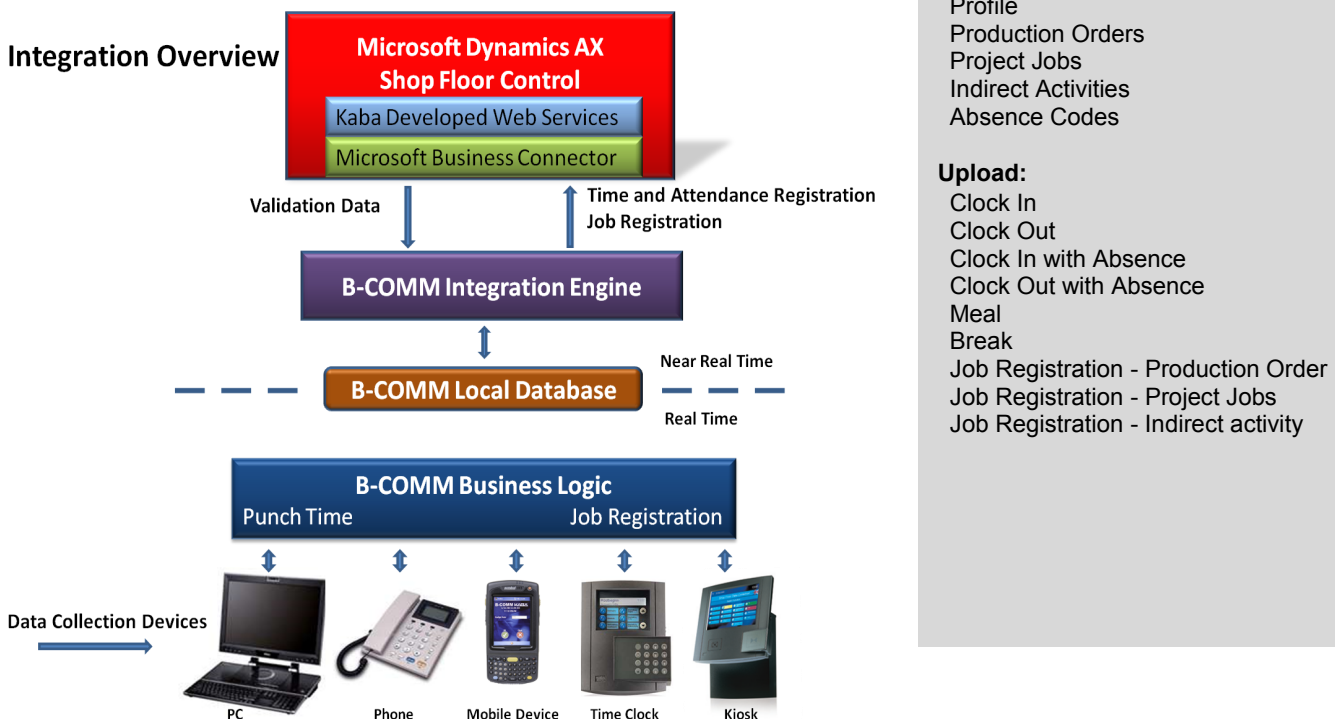 Integration Overview
Microsoft Dynamics AX
Shop Floor Control
Kaba Developed Web Services
Microsoft Business Connector
Validation Data
Time and Attendance Registration
Job Registration
B-COMM Integration Engine
Near Real Time
B-COMM Local Database
Real Time
B-COMM Business Logic
Punch Time
Job Registration
Data Collection Devices
PC
Phone
Mobile Device
Time Clock
Kiosk
Profile
Production Orders
Project Jobs
Indirect Activities
Absence Codes
Upload:
Clock In
Clock Out
Clock In with Absence
Clock Out with Absence
Meal
Break
Job Registration - Production Order
Job Registration - Project Jobs
Job Registration - Indirect activity